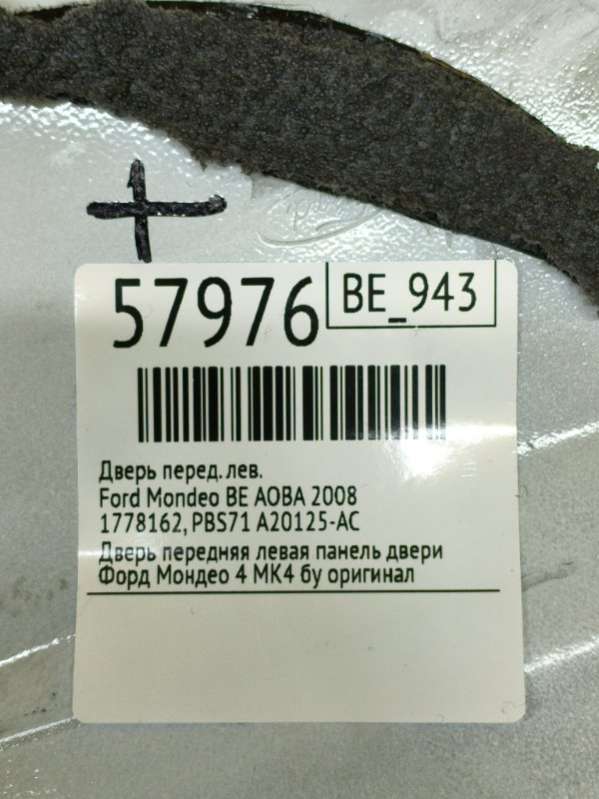 57976
BE_943
Дверь перед. лев.
Ford Mondeo BE AOBA 2008
1778162, PBS71 A20125-AC
Дверь передняя левая панель двери
Форд Мондео 4 МК4 бу оригинал